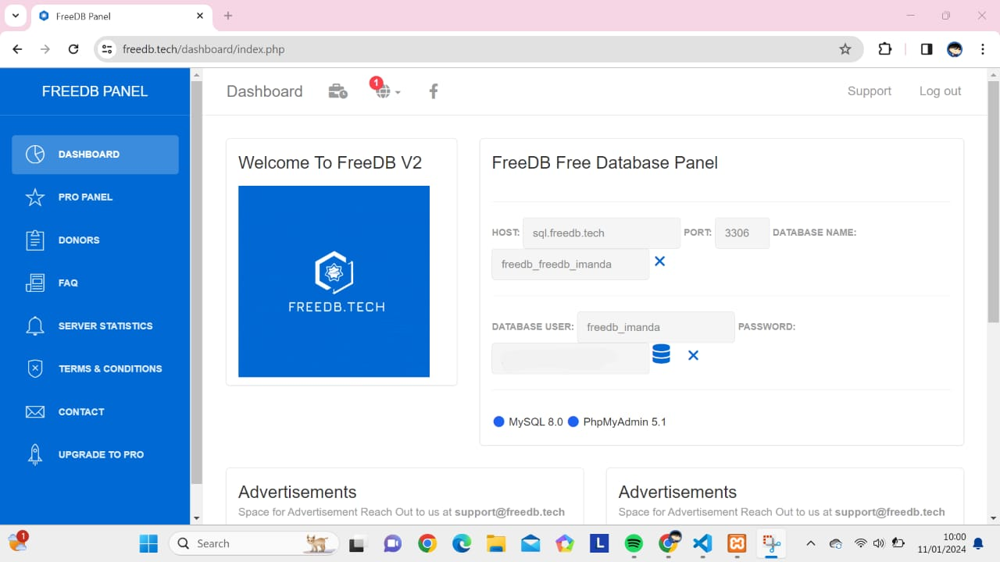 FreeDB Panel
freedb.tech/dashboard/index.php
FREEDB PANEL
Dashboard
1
Support
Log out
DASHBOARD
PRO PANEL
DONORS
FAQ
SERVER STATISTICS
TERMS & CONDITIONS
CONTACT
UPGRADE TO PRO
Welcome To FreeDB V2
FREEDB.TECH
FreeDB Free Database Panel
HOST: sql.freedb.tech PORT: 3306 DATABASE NAME:
freedb_freedb_imanda
DATABASE USER: freedb_imanda PASSWORD:
MySQL 8.0 PhpMyAdmin 5.1
Advertisements
Space for Advertisement Reach Out to us at support@freedb.tech
Advertisements
Space for Advertisement Reach Out to us at support@freedb.tech
1
Search
L
10:00
11/01/2024